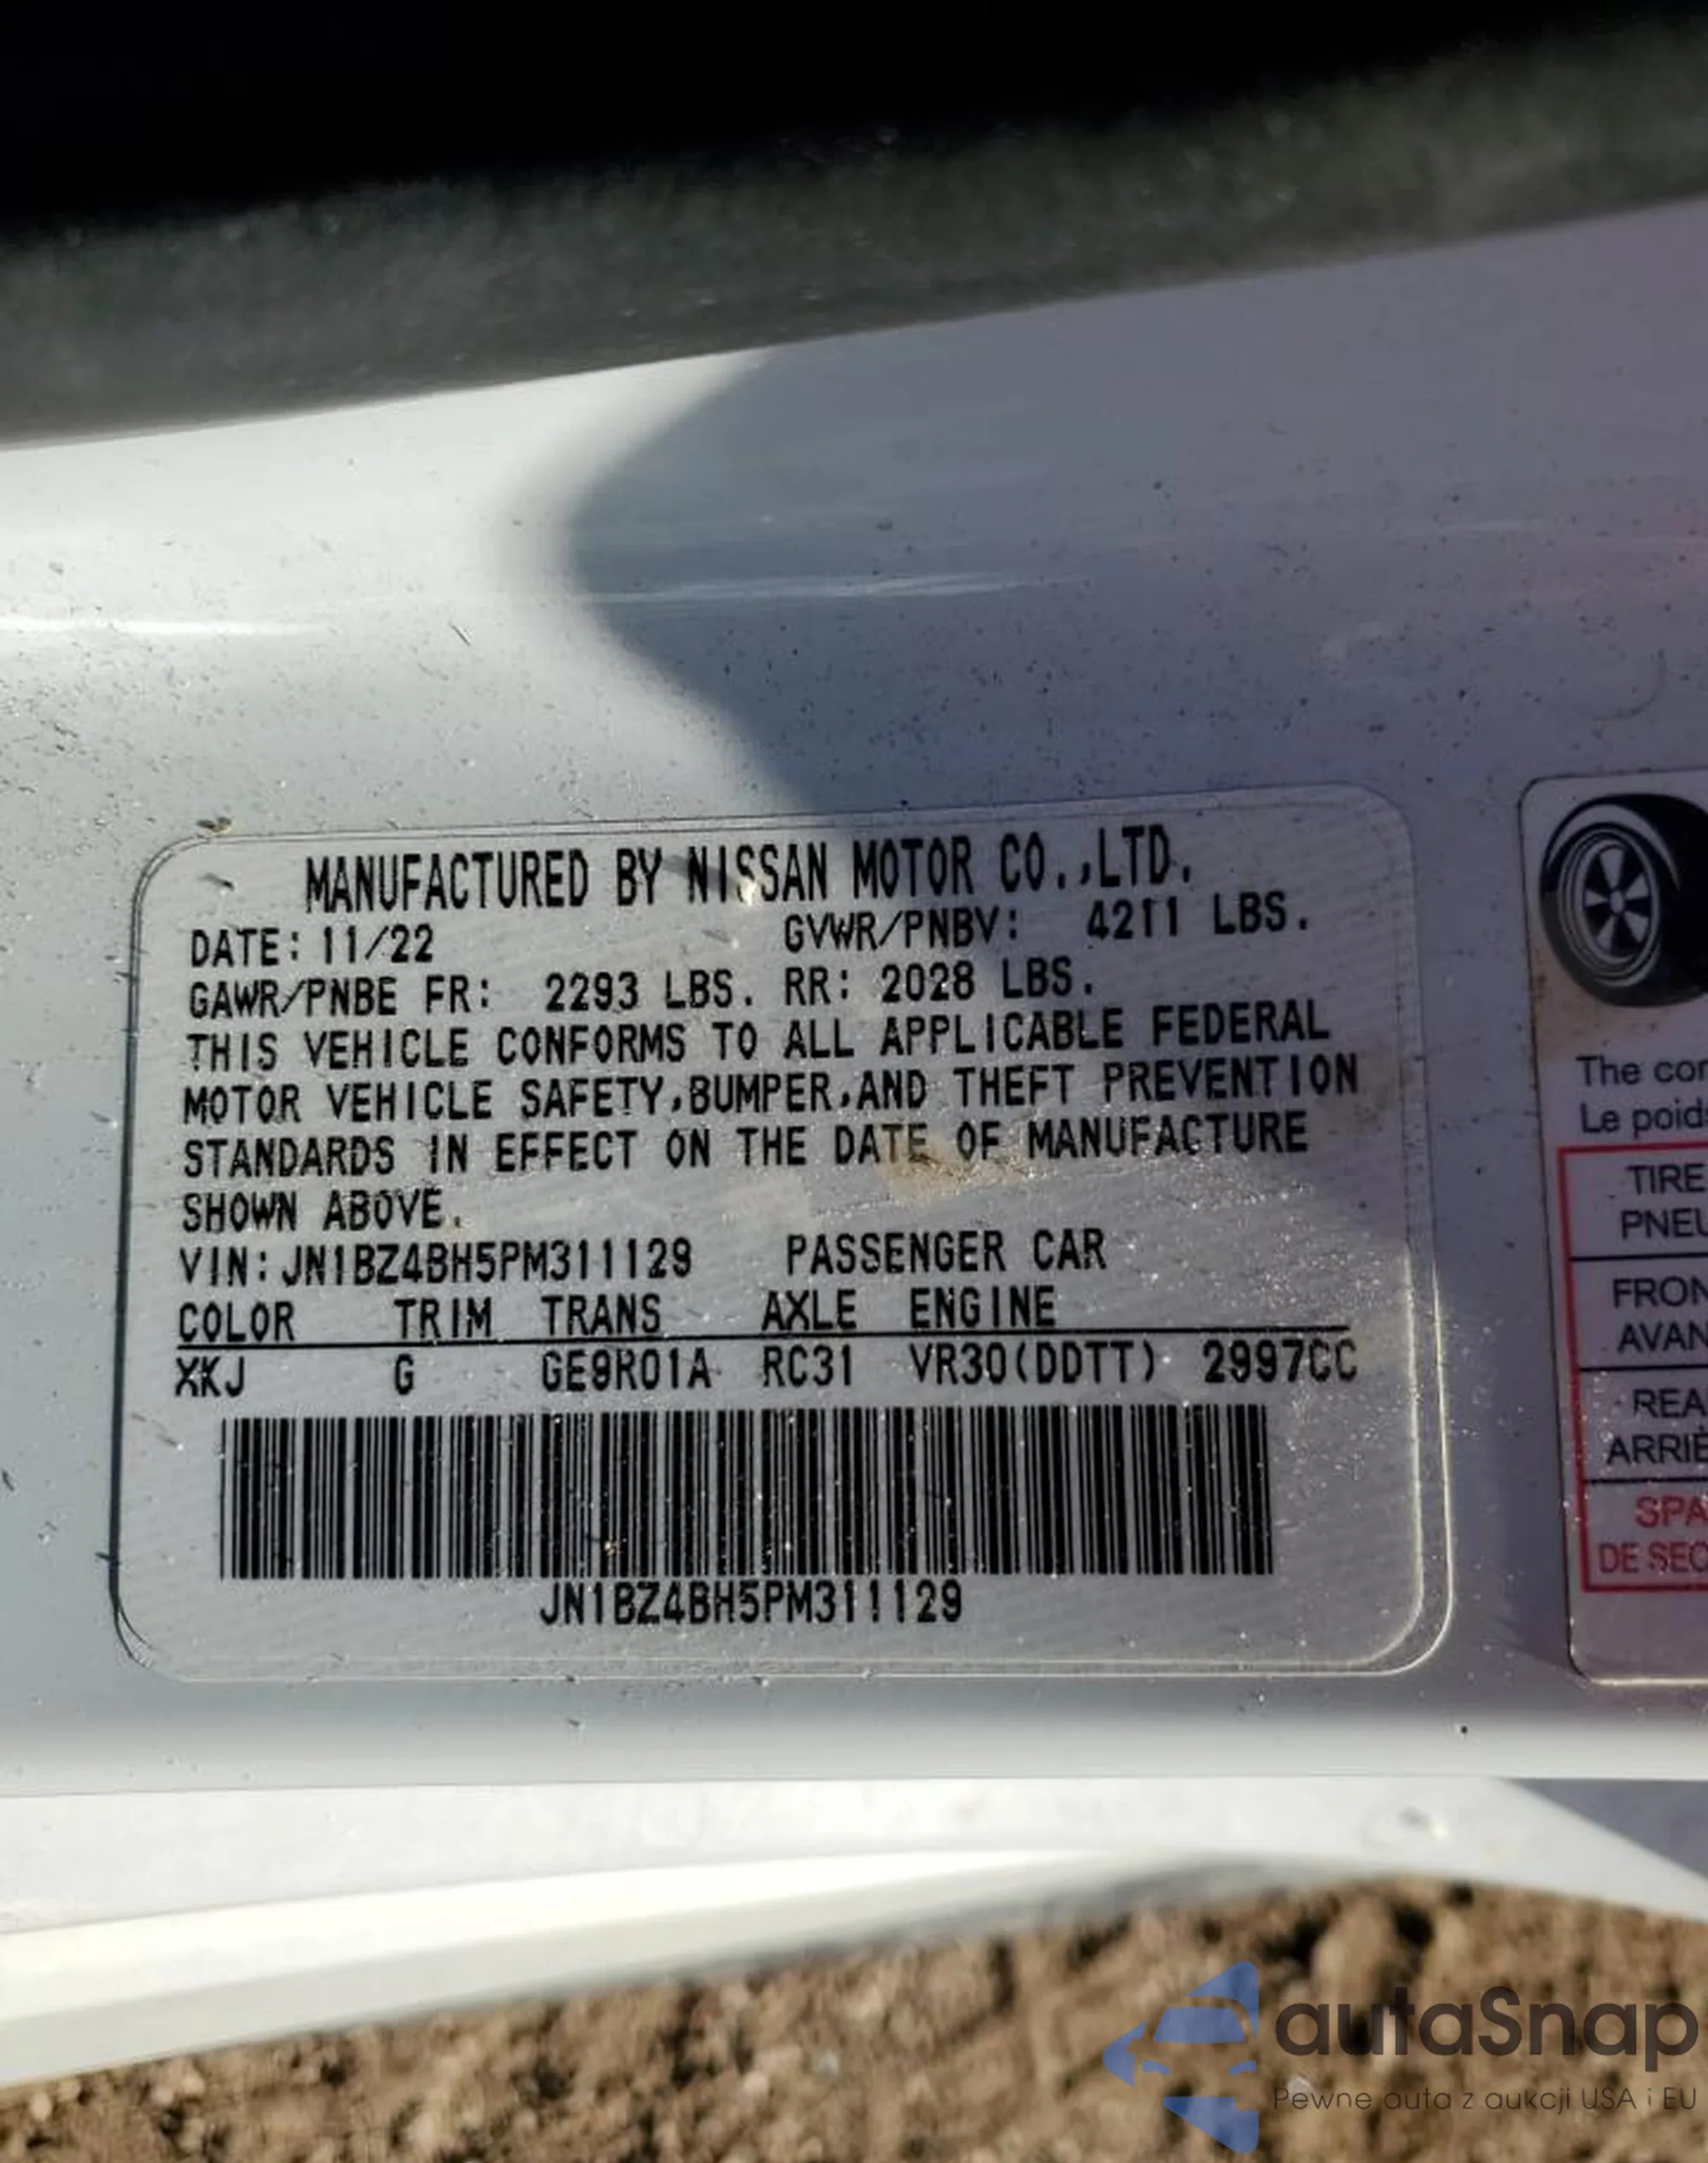 MANUFACTURED BY NISSAN MOTOR CO.,LTD.
DATE: 11/22 GVWR/PNBV: 4211 LBS.
GAWR/PNBE FR: 2293 LBS. RR: 2028 LBS.
THIS VEHICLE CONFORMS TO ALL APPLICABLE FEDERAL
MOTOR VEHICLE SAFETY,BUMPER,AND THEFT PREVENTION
STANDARDS IN EFFECT ON THE DATE OF MANUFACTURE
SHOWN ABOVE.
VIN:JN1BZ4BH5PM311129 PASSENGER CAR
COLOR TRIM TRANS AXLE ENGINE
XKJ G GE9R01A RC31 VR30(DDTT) 2997CC
JN1BZ4BH5PM311129
The con
Le poid
TIRE
PNEU
FRON
AVAN
REA
ARRIÈ
SPA
DE SEC
autaSnap
Pewne auta z aukcji USA i EU